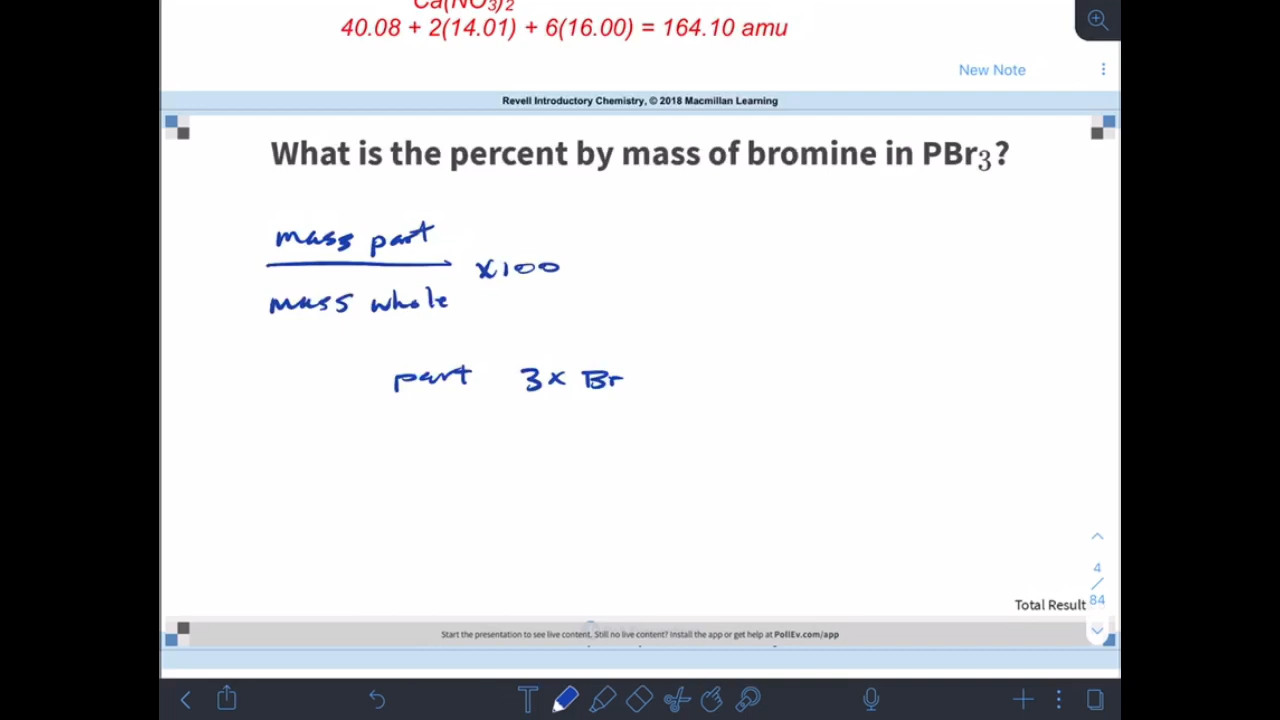 Ca(NO₃)₂
40.08 + 2(14.01) + 6(16.00) = 164.10 amu
New Note
Revell Introductory Chemistry, © 2018 Macmillan Learning
What is the percent by mass of bromine in PBr₃?
mass part
mass whole
x100
part 3x Br
4
/
84
Total Result
Start the presentation to see live content. Still no live content? Install the app or get help at PollEv.com/app
T